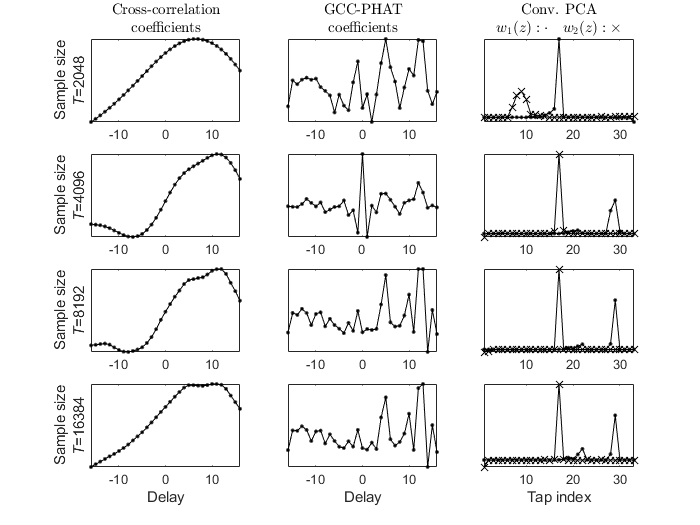 Cross-correlation GCC-PHAT Conv. PCA
coefficients coefficients w₁(z) : · w₂(z) : ×
Sample size
T=2048
-10 0 10 -10 0 10 10 20 30
Sample size
T=4096
-10 0 10 -10 0 10 10 20 30
Sample size
T=8192
-10 0 10 -10 0 10 10 20 30
Sample size
T=16384
-10 0 10 -10 0 10 10 20 30
Delay Delay Tap index